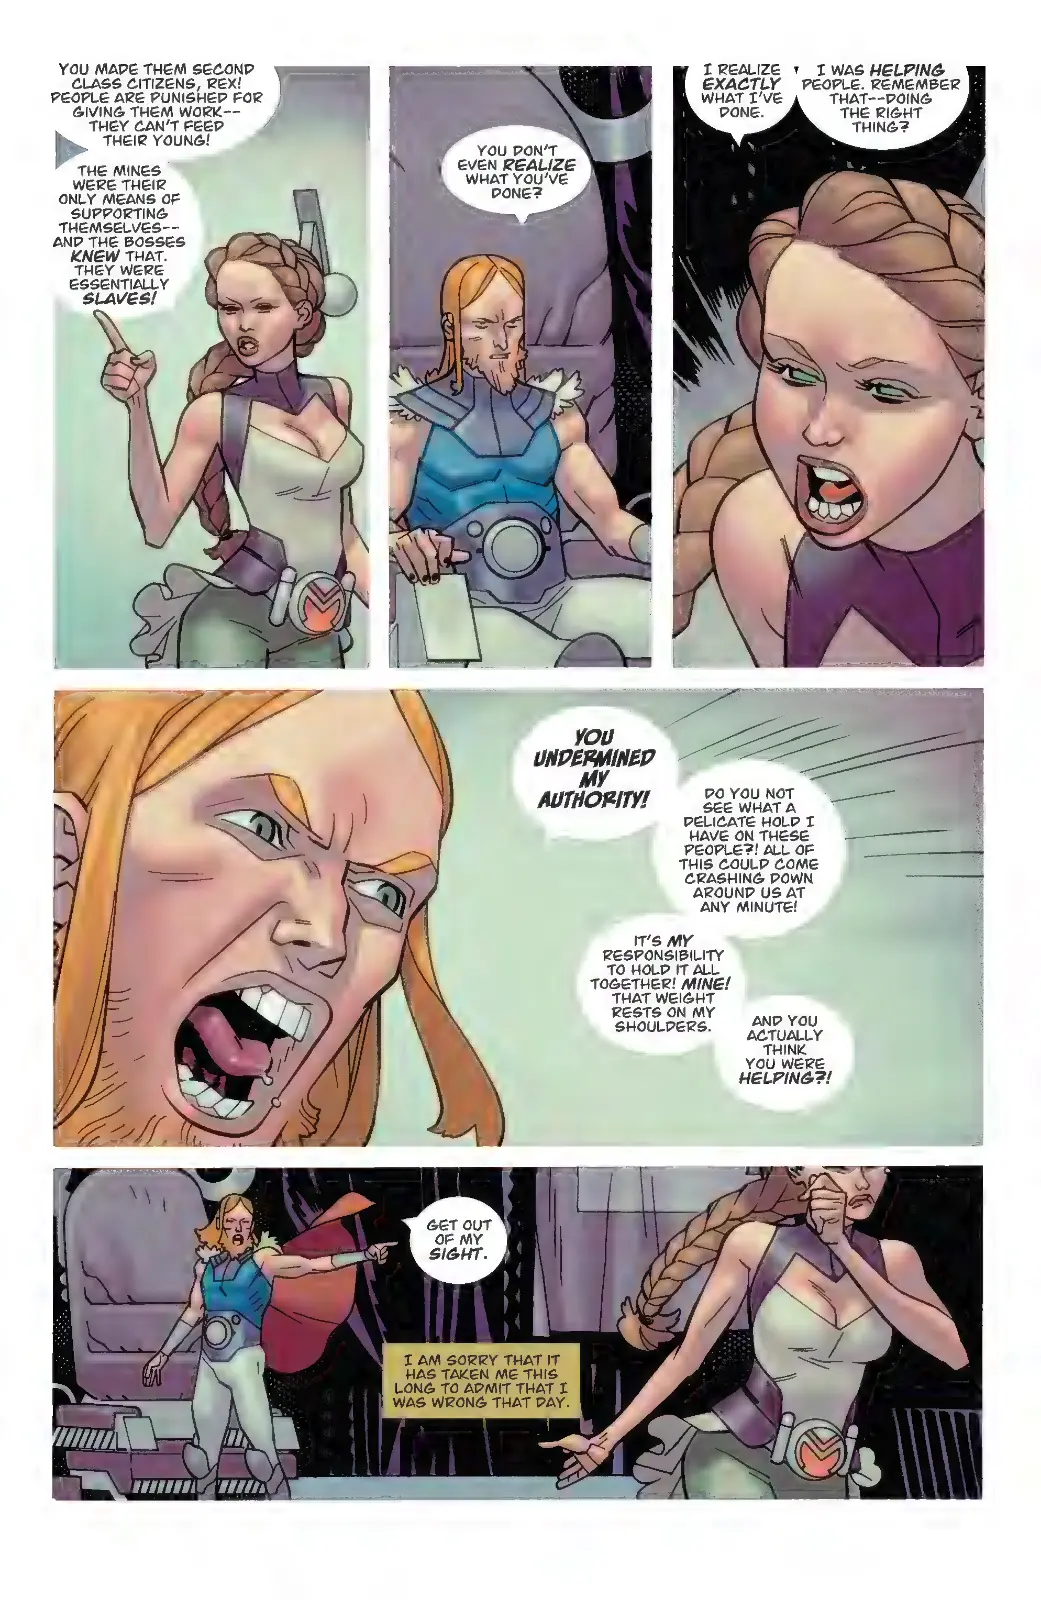 YOU MADE THEM SECOND
CLASS CITIZENS, REX!
PEOPLE ARE PUNISHED FOR
GIVING THEM WORK--
THEY CAN'T FEED
THEIR YOUNG!
THE MINES
WERE THEIR
ONLY MEANS OF
SUPPORTING
THEMSELVES--
AND THE BOSSES
KNEW THAT.
THEY WERE
ESSENTIALLY
SLAVES!
YOU DON'T
EVEN REALIZE
WHAT YOU'VE
DONE?
I REALIZE
EXACTLY
WHAT I'VE
DONE.
I WAS HELPING
PEOPLE. REMEMBER
THAT--DOING
THE RIGHT
THING?
YOU
UNDERMINED
MY
AUTHORITY!
DO YOU NOT
SEE WHAT A
DELICATE HOLD I
HAVE ON THESE
PEOPLE?! ALL OF
THIS COULD COME
CRASHING DOWN
AROUND US AT
ANY MINUTE!
IT'S MY
RESPONSIBILITY
TO HOLD IT ALL
TOGETHER! MINE!
THAT WEIGHT
RESTS ON MY
SHOULDERS.
AND YOU
ACTUALLY
THINK
YOU WERE
HELPING?!
GET OUT
OF MY
SIGHT.
I AM SORRY THAT IT
HAS TAKEN ME THIS
LONG TO ADMIT THAT I
WAS WRONG THAT DAY.